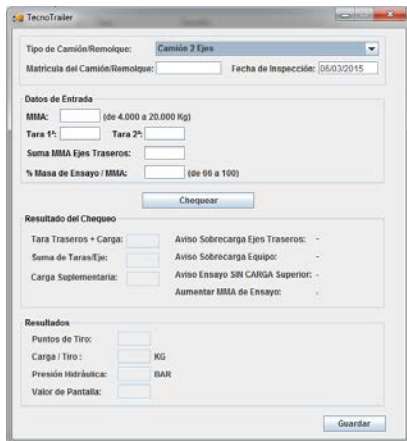 TecnoTrailer
Tipo de Camión/Remolque: Camión 2 Ejes
Matrícula del Camión/Remolque: Fecha de Inspección: 06/03/2015
Datos de Entrada
MMA: (de 4.000 a 20.000 Kg)
Tara 1ª: Tara 2ª:
Suma MMA Ejes Traseros:
% Masa de Ensayo / MMA: (de 66 a 100)
Chequear
Resultado del Chequeo
Tara Traseros + Carga: Aviso Sobrecarga Ejes Traseros: -
Suma de Taras/Eje: Aviso Sobrecarga Equipo: -
Carga Suplementaria: Aviso Ensayo SIN CARGA Superior: -
Aumentar MMA de Ensayo: -
Resultados
Puntos de Tiro:
Carga / Tiro : KG
Presión Hidráulica: BAR
Valor de Pantalla:
Guardar